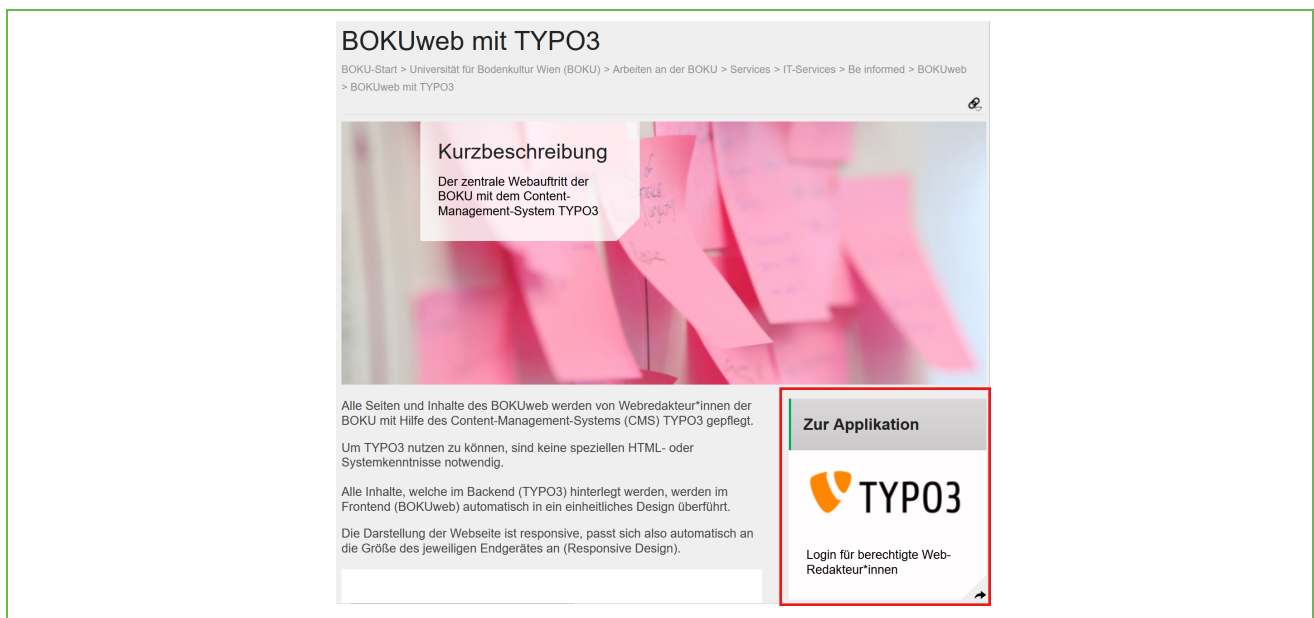 BOKUweb mit TYPO3
BOKU-Start > Universität für Bodenkultur Wien (BOKU) > Arbeiten an der BOKU > Services > IT-Services > Be informed > BOKUweb
> BOKUweb mit TYPO3
Kurzbeschreibung
Der zentrale Webauftritt der
BOKU mit dem Content-
Management-System TYPO3
Alle Seiten und Inhalte des BOKUweb werden von Webredakteur*innen der
BOKU mit Hilfe des Content-Management-Systems (CMS) TYPO3 gepflegt.
Um TYPO3 nutzen zu können, sind keine speziellen HTML- oder
Systemkenntnisse notwendig.
Alle Inhalte, welche im Backend (TYPO3) hinterlegt werden, werden im
Frontend (BOKUweb) automatisch in ein einheitliches Design überführt.
Die Darstellung der Webseite ist responsive, passt sich also automatisch an
die Größe des jeweiligen Endgerätes an (Responsive Design).
Zur Applikation
TYPO3
Login für berechtigte Web-
Redakteur*innen